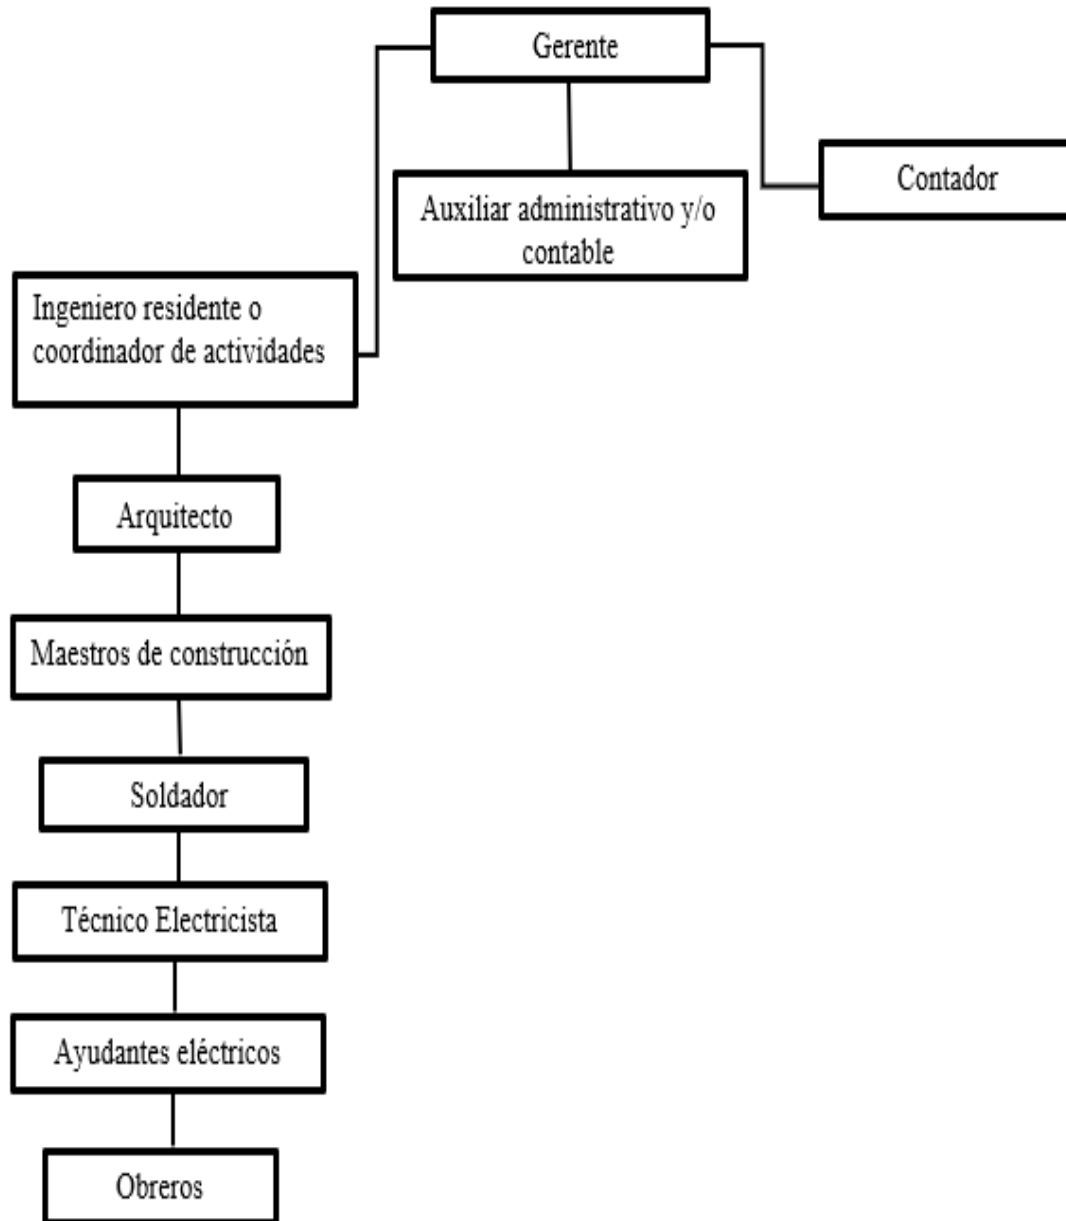 Gerente
Contador
Auxiliar administrativo y/o
contable
Ingeniero residente o
coordinador de actividades
Arquitecto
Maestros de construcción
Soldador
Técnico Electricista
Ayudantes eléctricos
Obreros